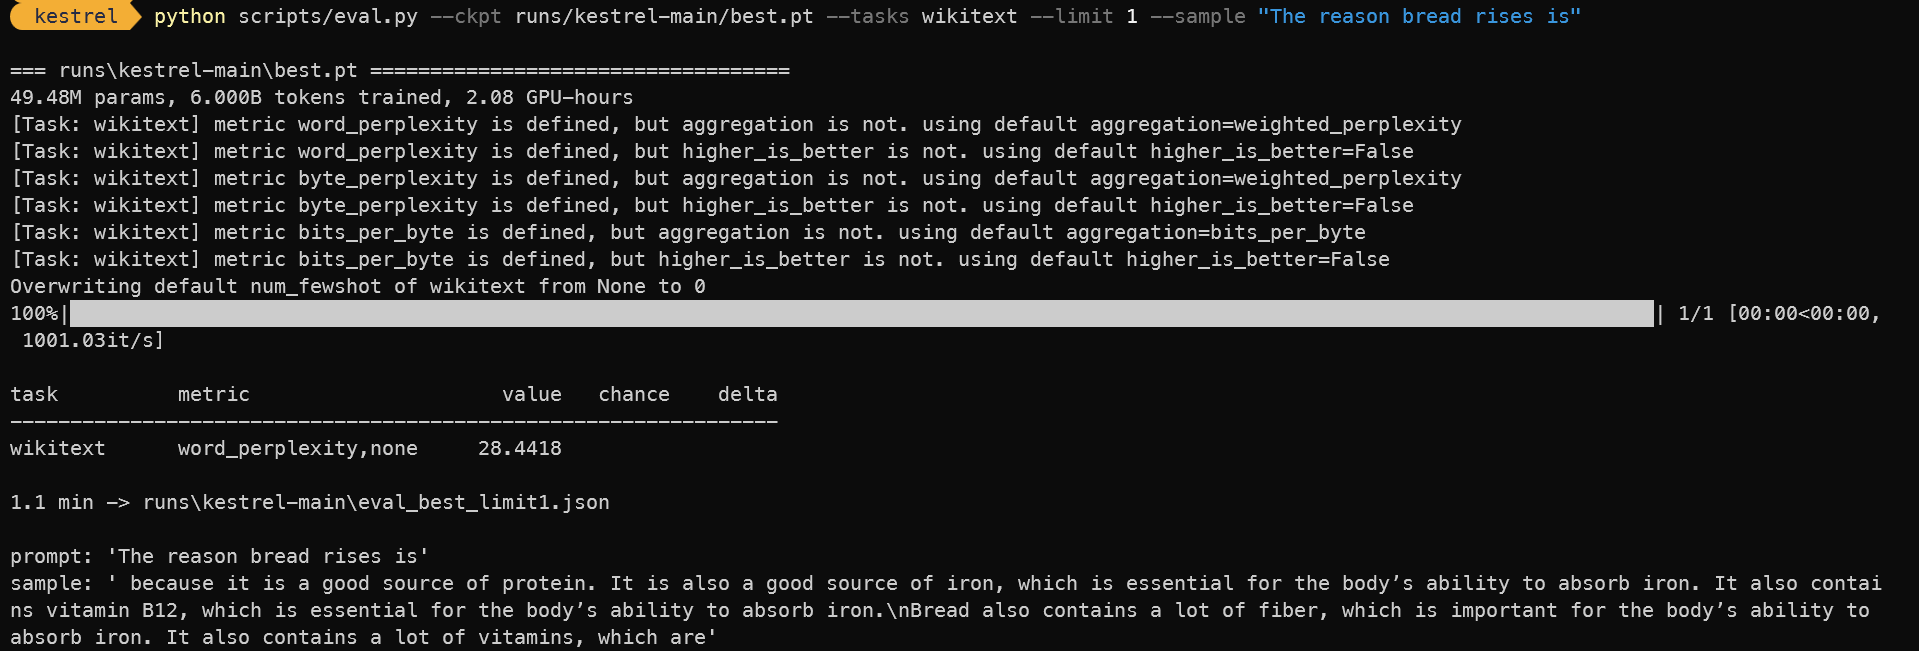 kestrel python scripts/eval.py --ckpt runs/kestrel-main/best.pt --tasks wikitext --limit 1 --sample "The reason bread rises is"
=== runs\kestrel-main\best.pt ===================================
49.48M params, 6.000B tokens trained, 2.08 GPU-hours
[Task: wikitext] metric word_perplexity is defined, but aggregation is not. using default aggregation=weighted_perplexity
[Task: wikitext] metric word_perplexity is defined, but higher_is_better is not. using default higher_is_better=False
[Task: wikitext] metric byte_perplexity is defined, but aggregation is not. using default aggregation=weighted_perplexity
[Task: wikitext] metric byte_perplexity is defined, but higher_is_better is not. using default higher_is_better=False
[Task: wikitext] metric bits_per_byte is defined, but aggregation is not. using default aggregation=bits_per_byte
[Task: wikitext] metric bits_per_byte is defined, but higher_is_better is not. using default higher_is_better=False
Overwriting default num_fewshot of wikitext from None to 0
100%| | 1/1 [00:00<00:00,
1001.03it/s]
task metric value chance delta
----------------------------------------------------------------
wikitext word_perplexity,none 28.4418
1.1 min -> runs\kestrel-main\eval_best_limit1.json
prompt: 'The reason bread rises is'
sample: ' because it is a good source of protein. It is also a good source of iron, which is essential for the body’s ability to absorb iron. It also contai
ns vitamin B12, which is essential for the body’s ability to absorb iron.\nBread also contains a lot of fiber, which is important for the body’s ability to
absorb iron. It also contains a lot of vitamins, which are'